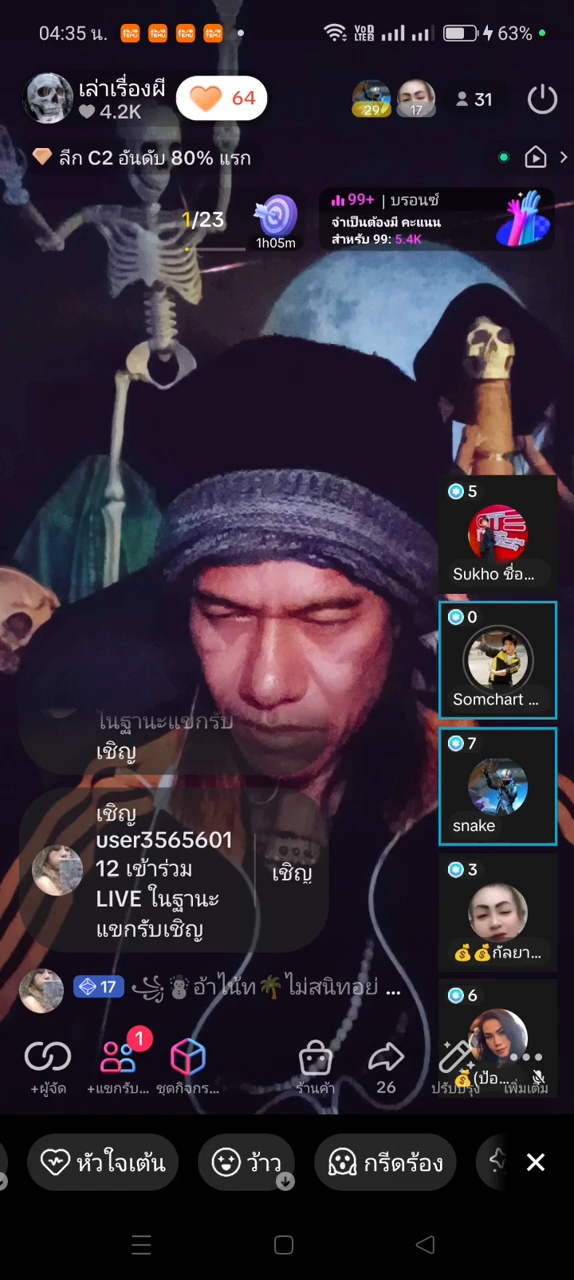 04:35 น.
VoD LTE2
63%
เล่าเรื่องผี
4.2K
64
29
17
31
ลีก C2 อันดับ 80% แรก
1/23
1h05m
99+ | บรอนซ์
จำเป็นต้องมี คะแนน
สำหรับ 99: 5.4K
5
Sukho ชื่อ...
0
Somchart ...
7
snake
3
กัลยา...
6
(ป้อ...
ในฐานะแขกรับ
เชิญ
เชิญ
user3565601
12 เข้าร่วม
LIVE ในฐานะ
แขกรับเชิญ
เชิญ
17
อ้าไน้ท🌴ไม่สนิทอย่ ...
1
+ผู้จัด
+แขกรับ...
ชุดกิจกร...
ร้านค้า
26
ปรับปรุง
เพิ่มเติม
หัวใจเต้น
ว้าว
กรีดร้อง